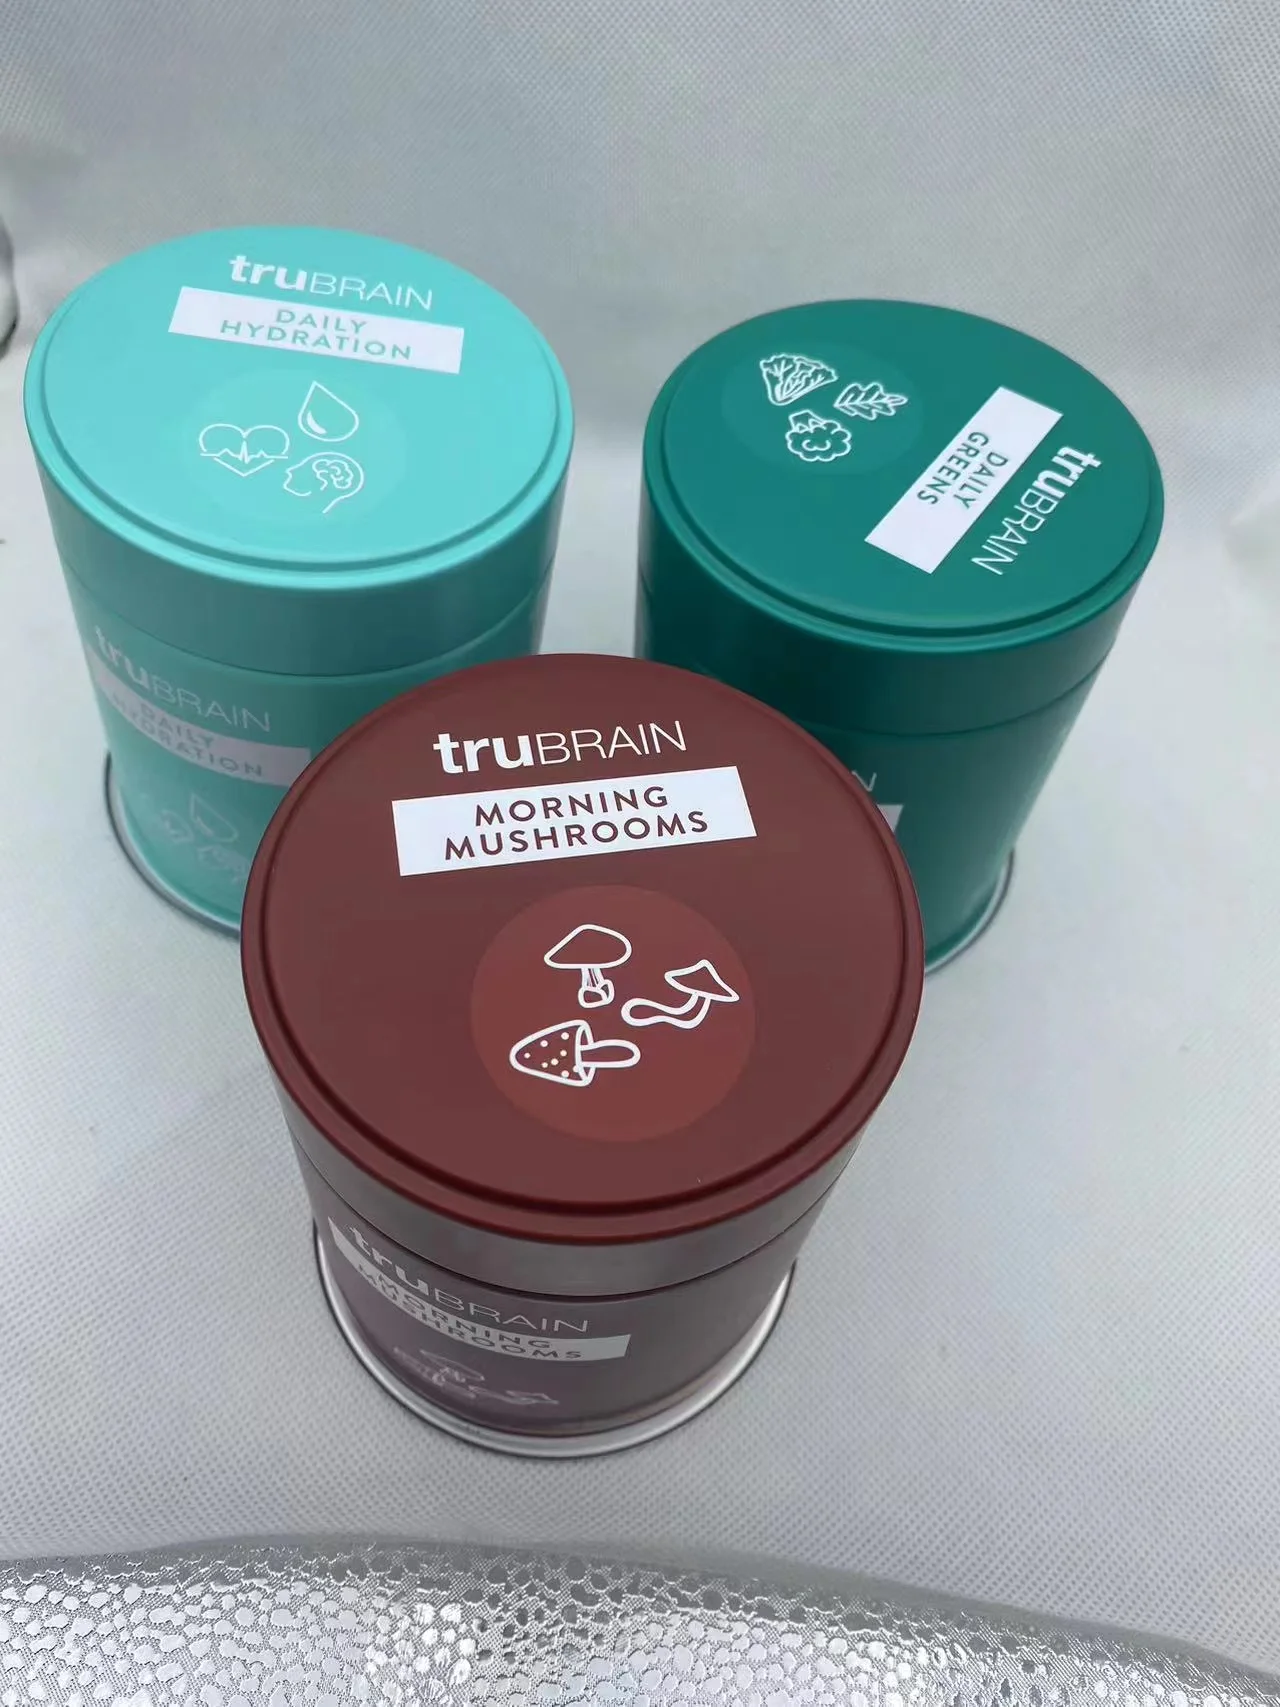 truBRAIN
DAILY
HYDRATION
truBRAIN
DAILY
HYDRATION
truBRAIN
DAILY
GREENS
truBRAIN
MORNING
MUSHROOMS
truBRAIN
MORNING
MUSHROOMS